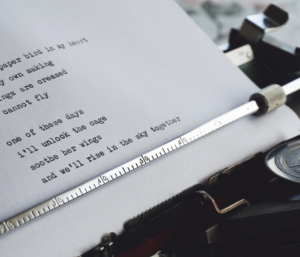 paper bird in my heart
my own making
wings are creased
cannot fly
one of these days
i'll unlock the cage
soothe her wings
and we'll rise in the sky together